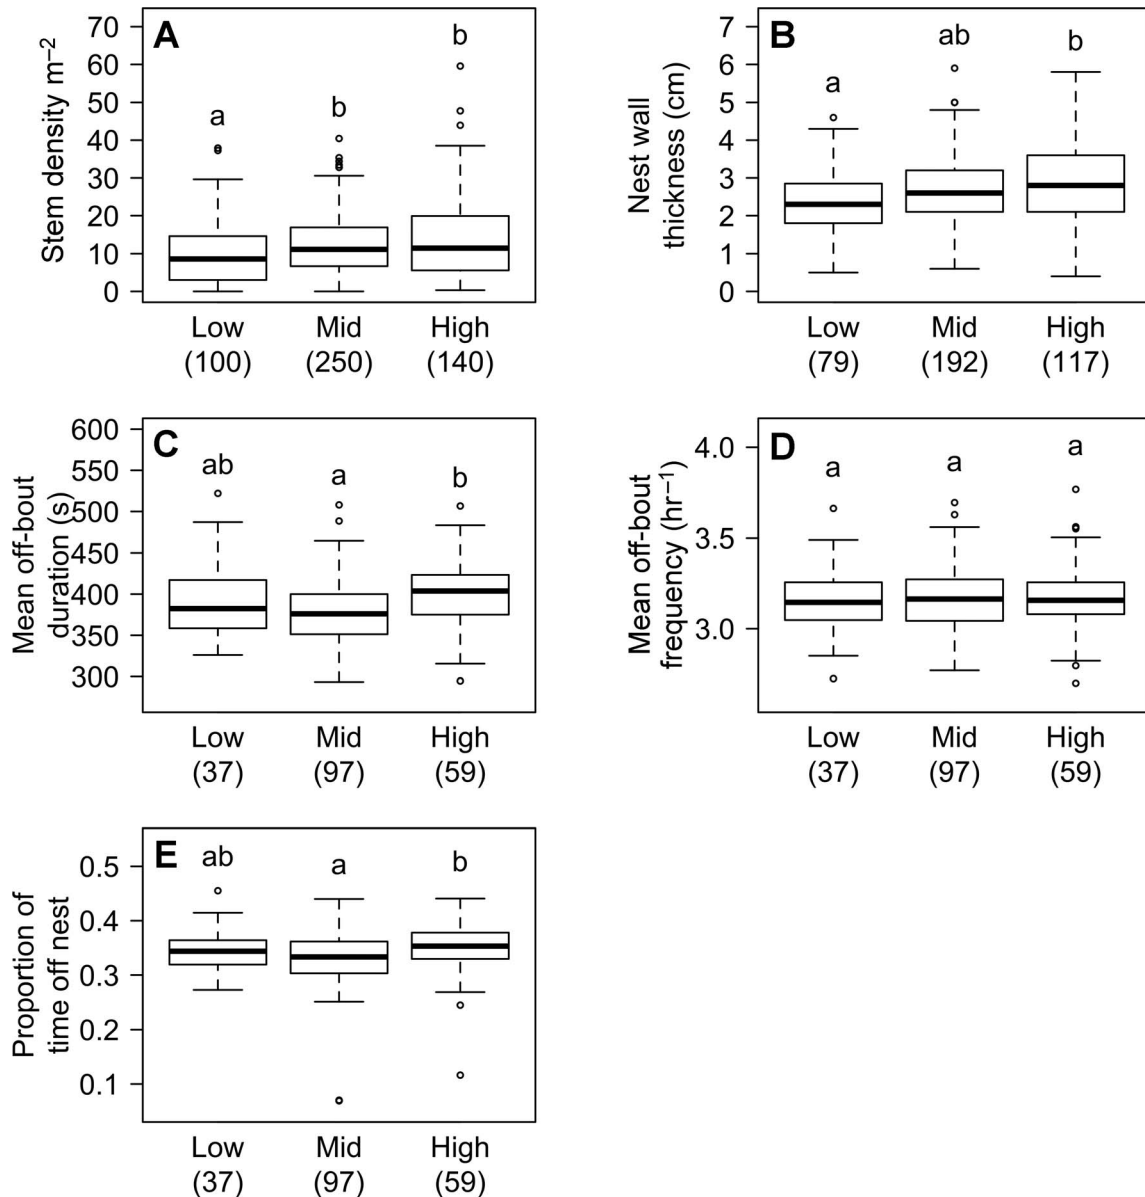 A
Stem density m⁻²
70
60
50
40
30
20
10
0
a
b
b
Low
Mid
High
(100)
(250)
(140)
B
Nest wall
thickness (cm)
7
6
5
4
3
2
1
0
a
ab
b
Low
Mid
High
(79)
(192)
(117)
C
Mean off-bout
duration (s)
600
550
500
450
400
350
300
ab
a
b
Low
Mid
High
(37)
(97)
(59)
D
Mean off-bout
frequency (hr⁻¹)
4.0
3.5
3.0
a
a
a
Low
Mid
High
(37)
(97)
(59)
E
Proportion of
time off nest
0.5
0.4
0.3
0.2
0.1
ab
a
b
Low
Mid
High
(37)
(97)
(59)